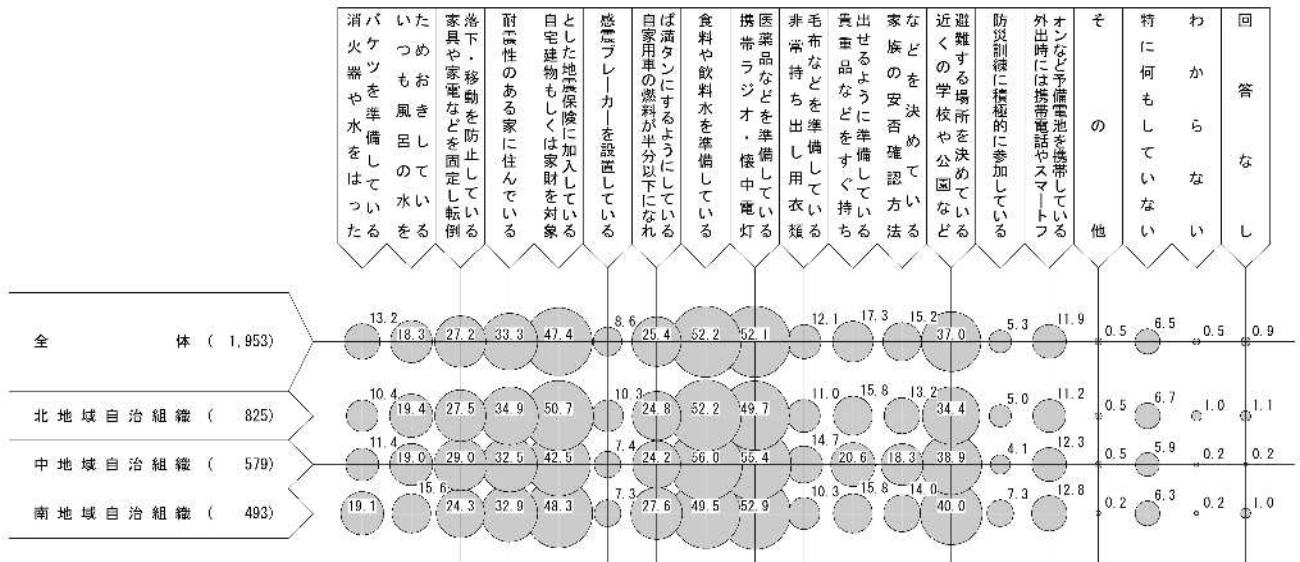 消火器や水をはった
バケツを準備している
いつも風呂の水を
ためおきしている
家具や家電などを固定し転倒
落下・移動を防止している
耐震性のある家に住んでいる
自宅建物もしくは家財を対象
とした地震保険に加入している
感震ブレーカーを設置している
自家用車の燃料が半分以下になれ
ば満タンにするようにしている
食料や飲料水を準備している
携帯ラジオ・懐中電灯
医薬品などを準備している
非常持ち出し用衣類
毛布などを準備している
貴重品などをすぐ持ち
出せるように準備している
家族の安否確認方法
などを決めている
近くの学校や公園など
避難する場所を決めている
防災訓練に積極的に参加している
外出時には携帯電話やスマートフ
ォンなど予備電池を携帯している
その他
特に何もしていない
わからない
回答なし
全体 ( 1,953) 13.2 18.3 27.2 33.3 47.4 8.6 25.4 52.2 52.1 12.1 17.3 15.2 37.0 5.3 11.9 0.5 6.5 0.5 0.9
北地域自治組織 ( 825) 10.4 19.4 27.5 34.9 50.7 10.3 24.8 52.2 49.7 11.0 15.8 13.2 34.4 5.0 11.2 0.5 6.7 1.0 1.1
中地域自治組織 ( 579) 11.4 19.0 29.0 32.5 42.5 7.4 24.2 56.0 55.4 14.7 20.6 18.3 38.9 4.1 12.3 0.5 5.9 0.2 0.2
南地域自治組織 ( 493) 19.1 15.6 24.3 32.9 48.3 7.3 27.6 49.5 52.9 10.3 15.8 14.0 40.0 7.3 12.8 0.2 6.3 0.2 1.0